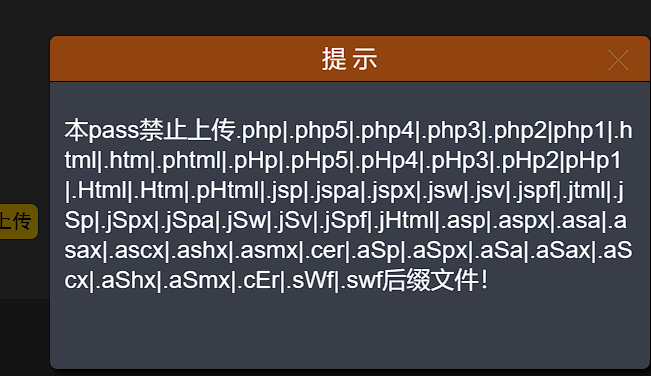 提示
本pass禁止上传.php|.php5|.php4|.php3|.php2|php1|.h
tml|.htm|.phtml|.pHp|.pHp5|.pHp4|.pHp3|.pHp2|pHp1
|.Html|.Htm|.pHtml|.jsp|.jspa|.jspx|.jsw|.jsv|.jspf|.jtml|.j
Sp|.jSpx|.jSpa|.jSw|.jSv|.jSpf|.jHtml|.asp|.aspx|.asa|.a
sax|.ascx|.ashx|.asmx|.cer|.aSp|.aSpx|.aSa|.aSax|.aS
cx|.aShx|.aSmx|.cEr|.sWf|.swf后缀文件！
上传